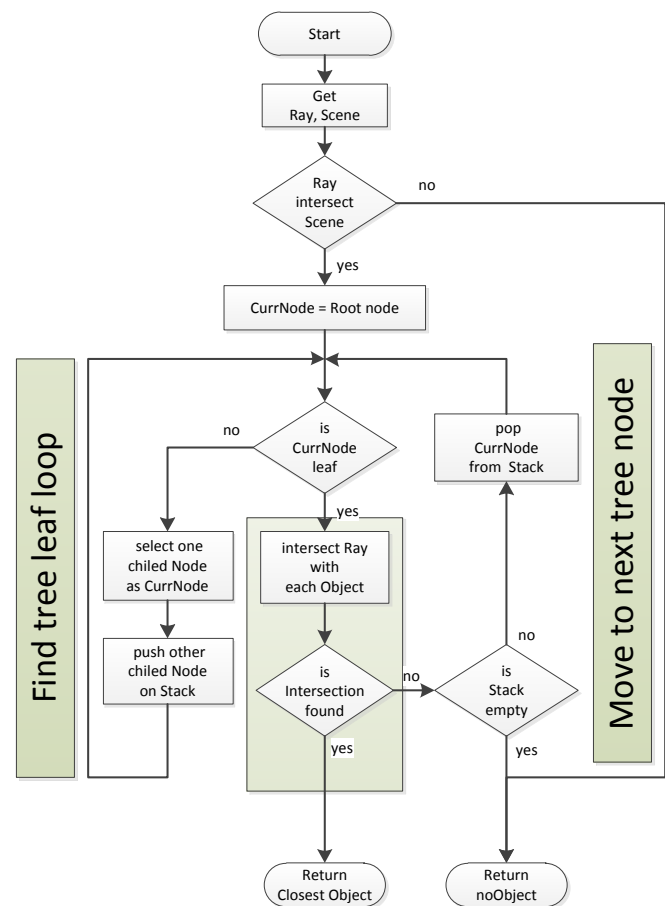 Start
Get
Ray, Scene
Ray
intersect
Scene
no
yes
CurrNode = Root node
Find tree leaf loop
Move to next tree node
is
CurrNode
leaf
no
yes
pop
CurrNode
from Stack
select one
chiled Node
as CurrNode
intersect Ray
with
each Object
push other
chiled Node
on Stack
is
Intersection
found
no
yes
is
Stack
empty
no
yes
Return
Closest Object
Return
noObject